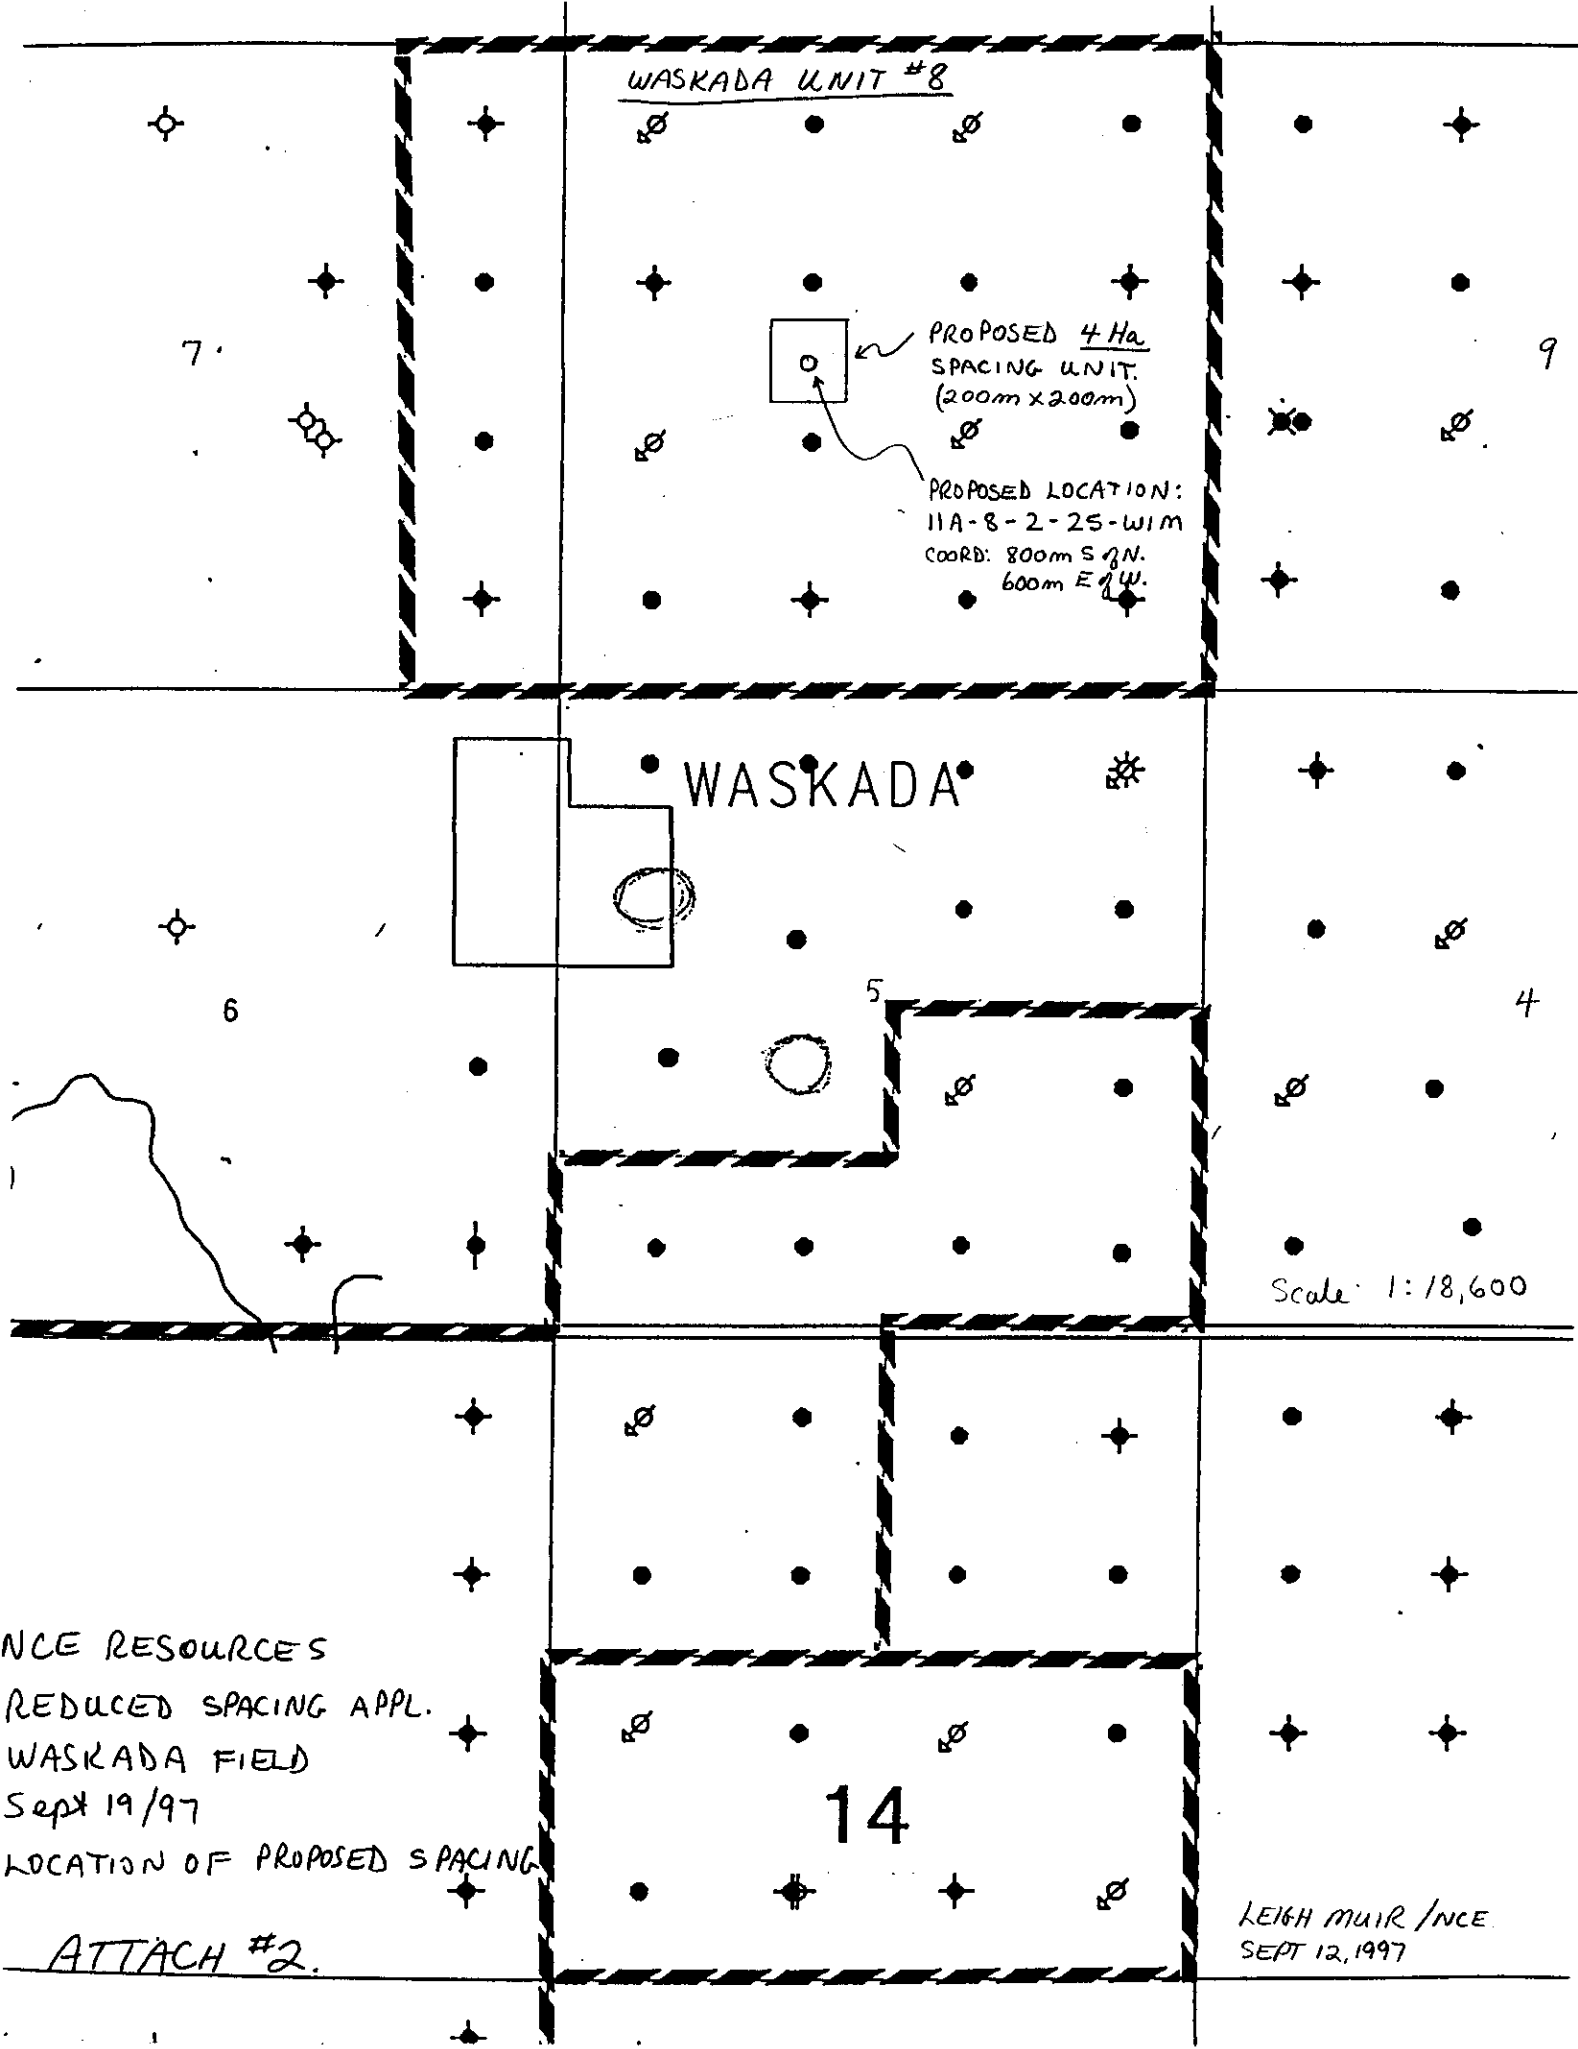 WASKADA UNIT #8
7
PROPOSED 4 Ha
SPACING UNIT.
(200m x 200m)
9
PROPOSED LOCATION:
11A-8-2-25-W1M
COORD: 800m S of N.
600m E of W.
WASKADA
6
5
4
Scale: 1:18,600
NCE RESOURCES
REDUCED SPACING APPL.
WASKADA FIELD
Sept 19/97
LOCATION OF PROPOSED SPACING
14
ATTACH #2.
LEIGH MUIR /NCE
SEPT 12, 1997